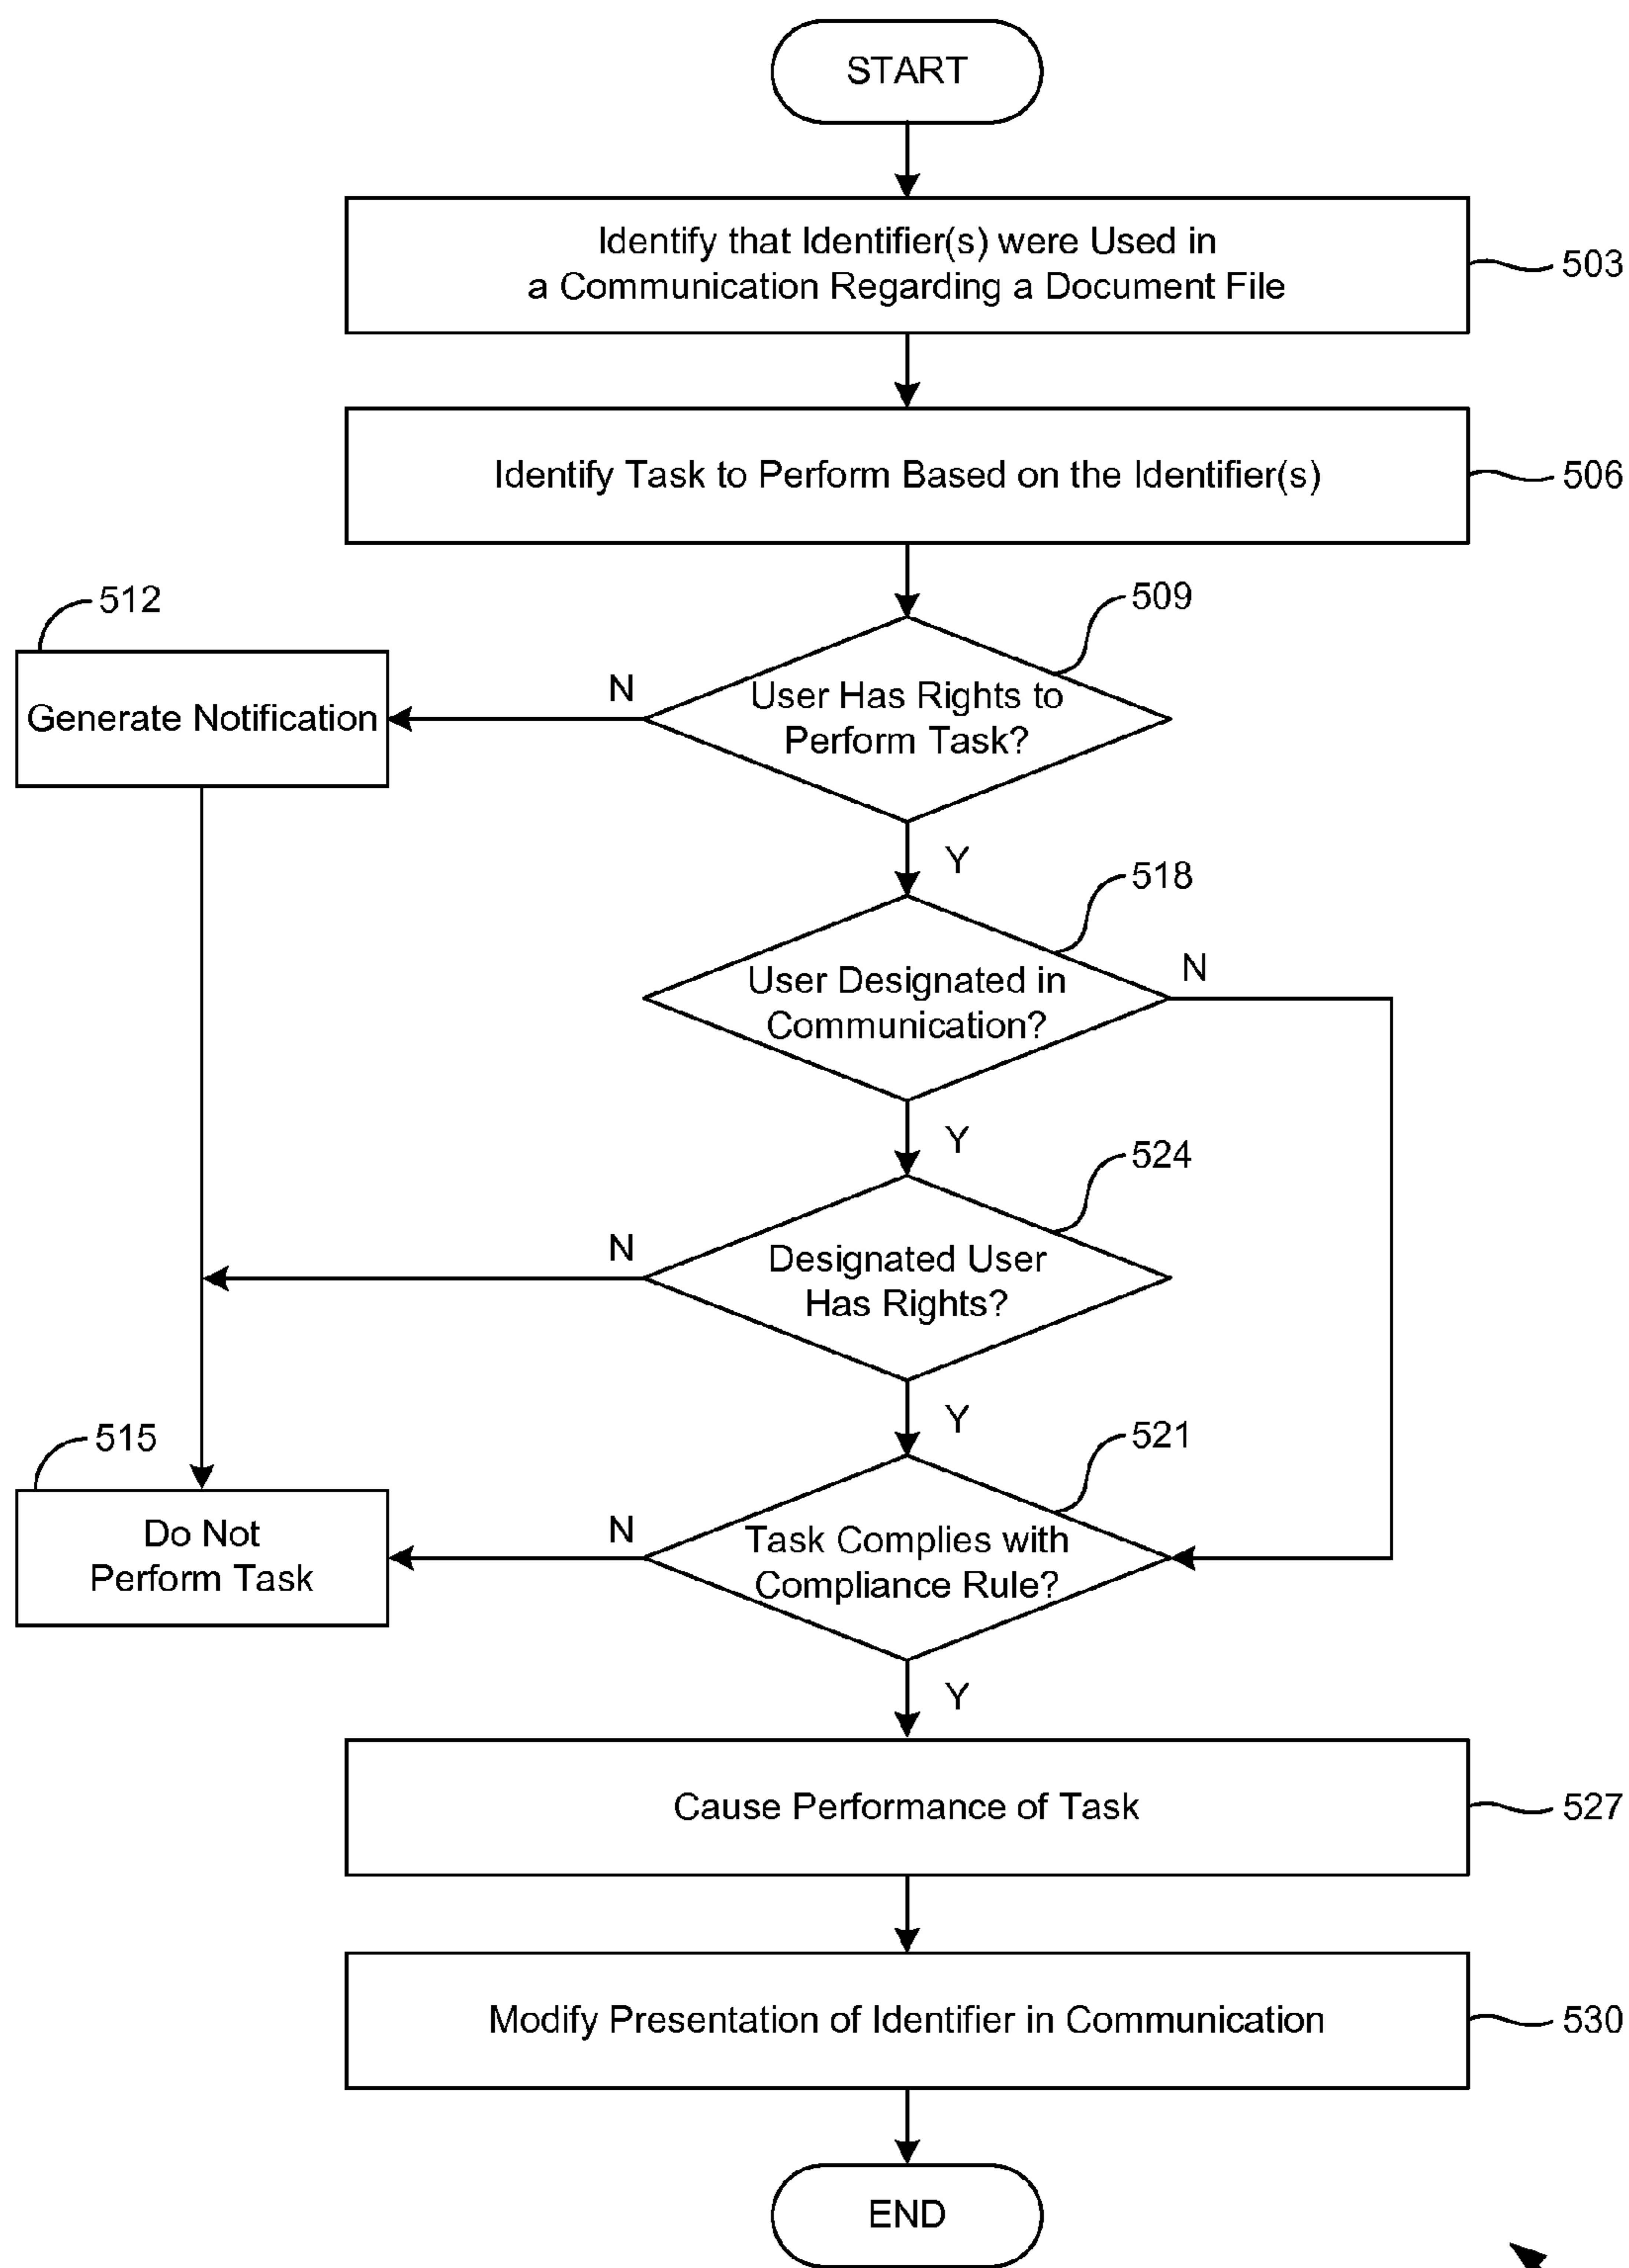 START
Identify that Identifier(s) were Used in
a Communication Regarding a Document File
503
Identify Task to Perform Based on the Identifier(s)
506
512
509
Generate Notification
N
User Has Rights to
Perform Task?
Y
518
User Designated in
Communication?
N
Y
524
N
Designated User
Has Rights?
Y
515
521
Do Not
Perform Task
N
Task Complies with
Compliance Rule?
Y
Cause Performance of Task
527
Modify Presentation of Identifier in Communication
530
END